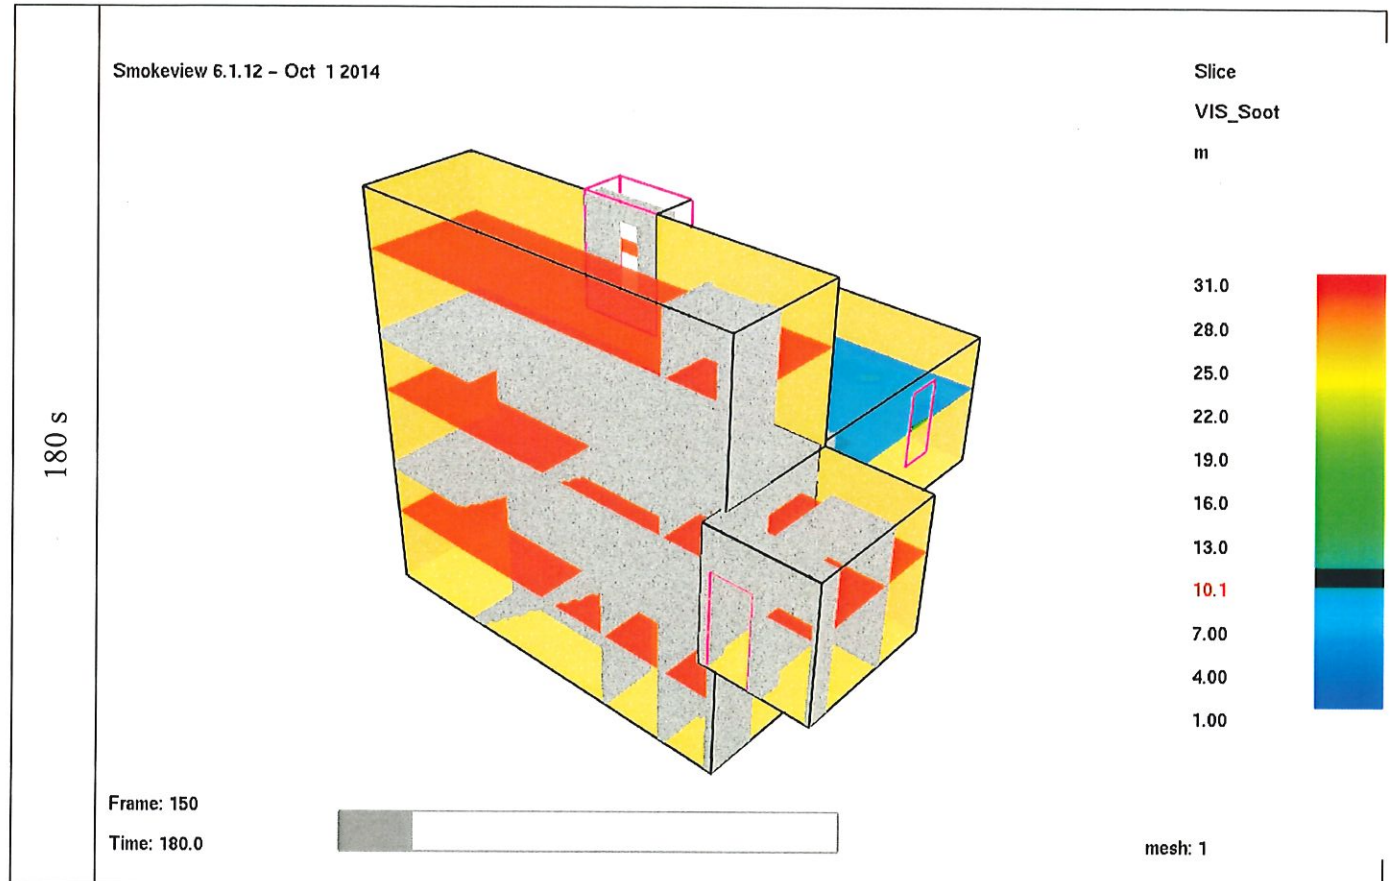 180 s
Smokeview 6.1.12 – Oct 1 2014
Slice
VIS_Soot
m
31.0
28.0
25.0
22.0
19.0
16.0
13.0
10.1
7.00
4.00
1.00
Frame: 150
Time: 180.0
mesh: 1